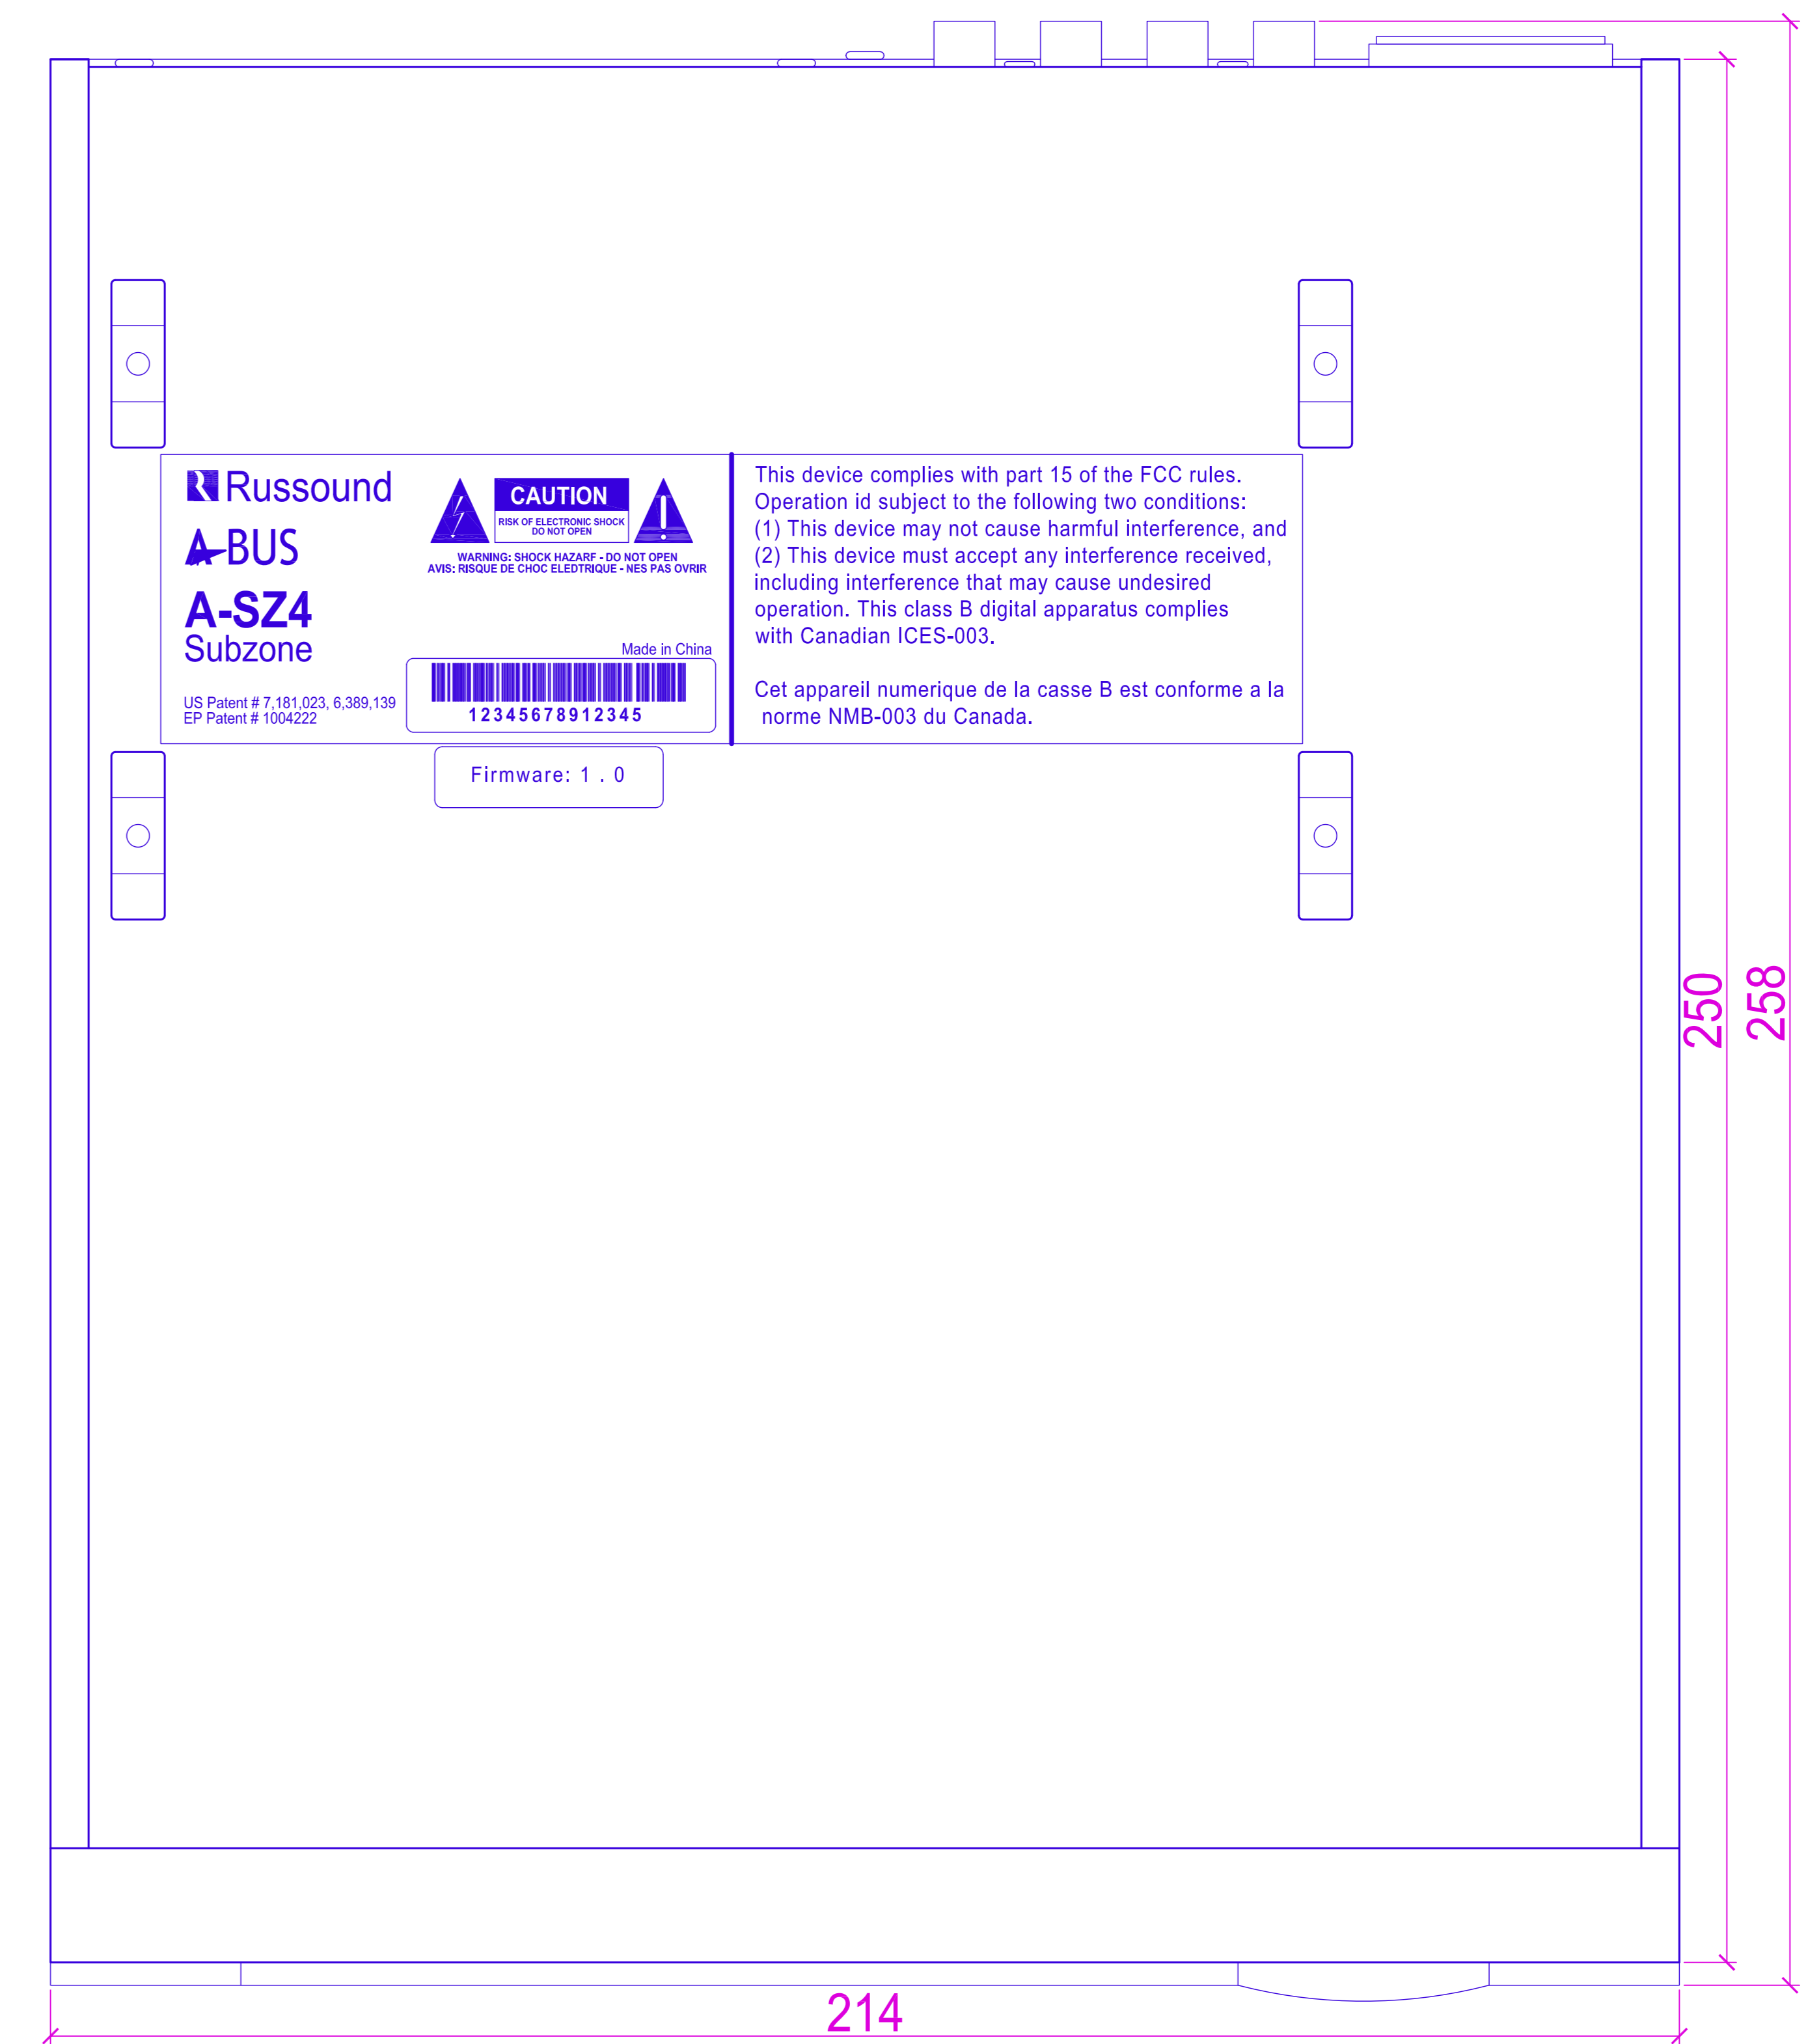 Russound
A-BUS
A-SZ4
Subzone
US Patent # 7,181,023, 6,389,139
EP Patent # 1004222
CAUTION
RISK OF ELECTRONIC SHOCK
DO NOT OPEN
WARNING: SHOCK HAZARF - DO NOT OPEN
AVIS: RISQUE DE CHOC ELEDTRIQUE - NES PAS OVRIR
Made in China
12345678912345
Firmware: 1 . 0
This device complies with part 15 of the FCC rules.
Operation id subject to the following two conditions:
(1) This device may not cause harmful interference, and
(2) This device must accept any interference received,
including interference that may cause undesired
operation. This class B digital apparatus complies
with Canadian ICES-003.
Cet appareil numerique de la casse B est conforme a la
norme NMB-003 du Canada.
250
258
214